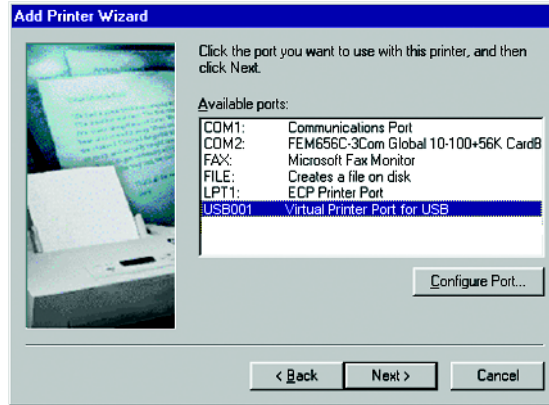 Add Printer Wizard
Click the port you want to use with this printer, and then
click Next.
Available ports:
COM1: Communications Port
COM2: FEM656C-3Com Global 10-100+56K CardB
FAX: Microsoft Fax Monitor
FILE: Creates a file on disk
LPT1: ECP Printer Port
USB001 Virtual Printer Port for USB
Configure Port...
< Back
Next >
Cancel